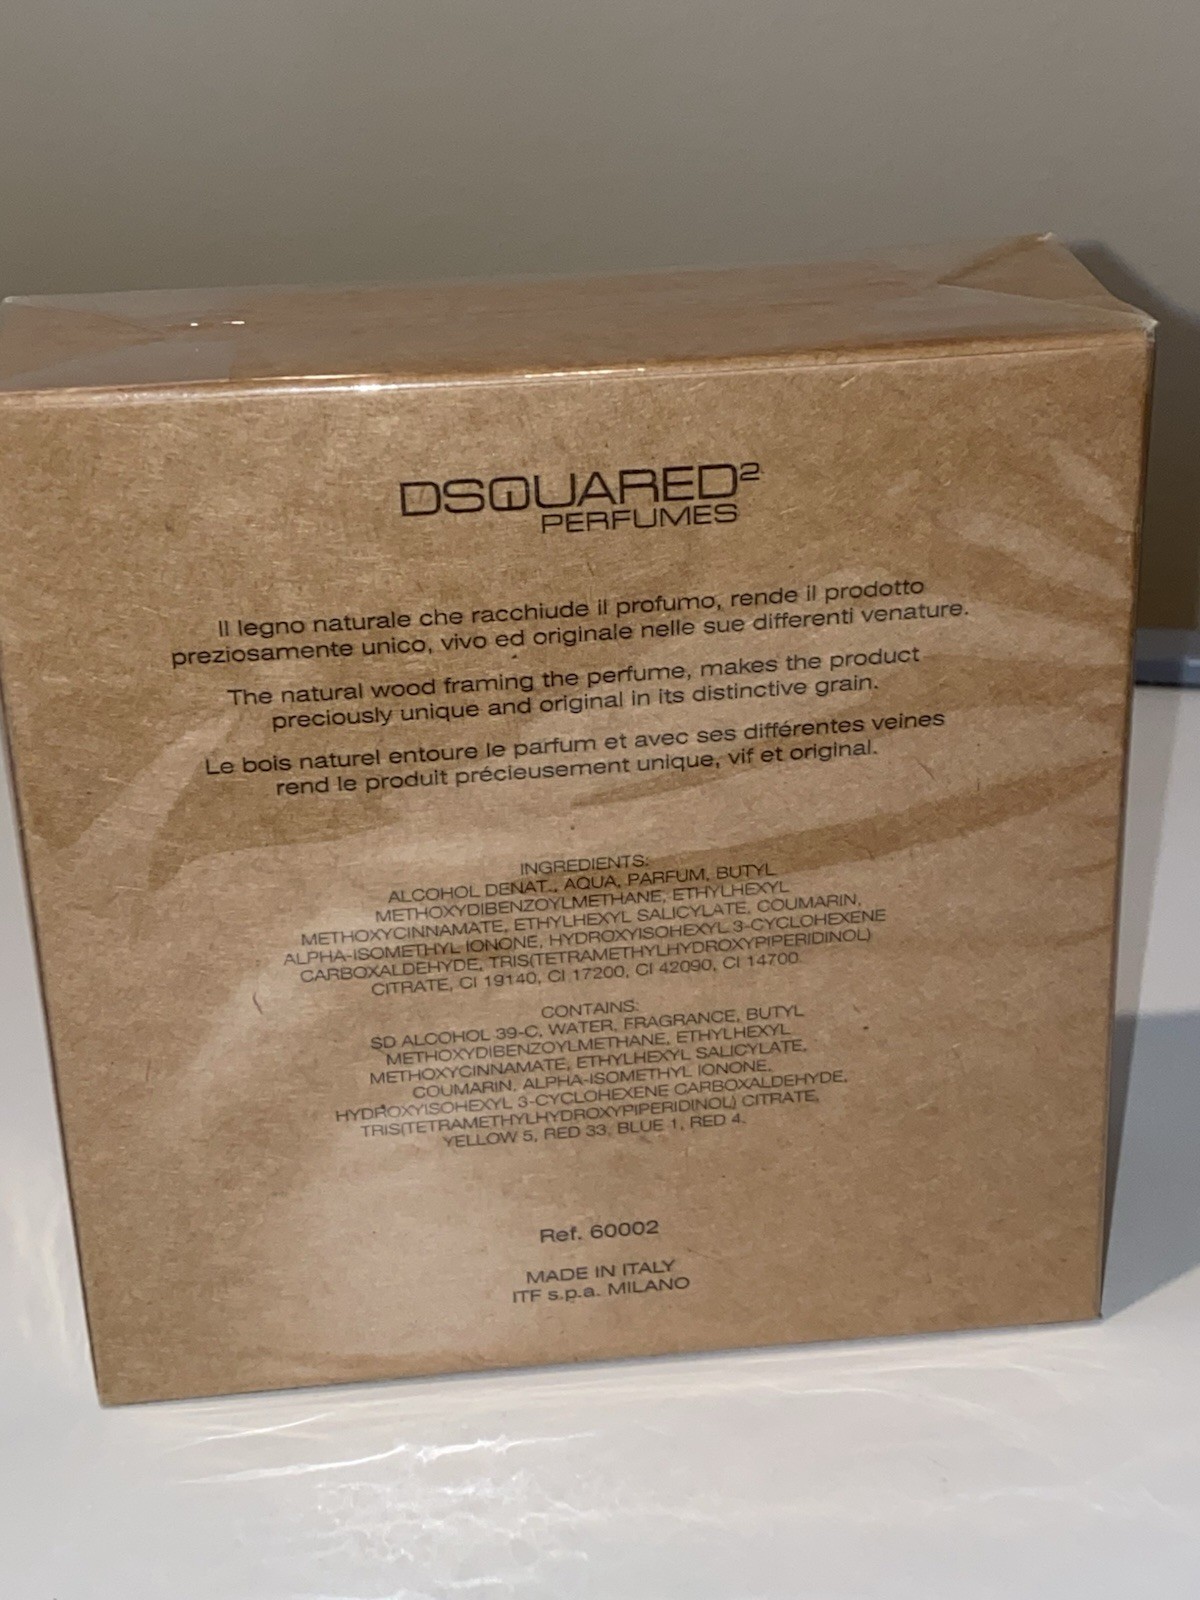 DSQUARED²
PERFUMES
Il legno naturale che racchiude il profumo, rende il prodotto
preziosamente unico, vivo ed originale nelle sue differenti venature.
The natural wood framing the perfume, makes the product
preciously unique and original in its distinctive grain.
Le bois naturel entoure le parfum et avec ses différentes veines
rend le produit précieusement unique, vif et original.
INGREDIENTS:
ALCOHOL DENAT., AQUA, PARFUM, BUTYL
METHOXYDIBENZOYLMETHANE, ETHYLHEXYL
METHOXYCINNAMATE, ETHYLHEXYL SALICYLATE, COUMARIN,
ALPHA-ISOMETHYL IONONE, HYDROXYISOHEXYL 3-CYCLOHEXENE
CARBOXALDEHYDE, TRIS(TETRAMETHYLHYDROXYPIPERIDINOL)
CITRATE, CI 19140, CI 17200, CI 42090, CI 14700.
CONTAINS:
SD ALCOHOL 39-C, WATER, FRAGRANCE, BUTYL
METHOXYDIBENZOYLMETHANE, ETHYLHEXYL
METHOXYCINNAMATE, ETHYLHEXYL SALICYLATE,
COUMARIN, ALPHA-ISOMETHYL IONONE,
HYDROXYISOHEXYL 3-CYCLOHEXENE CARBOXALDEHYDE,
TRIS(TETRAMETHYLHYDROXYPIPERIDINOL) CITRATE,
YELLOW 5, RED 33, BLUE 1, RED 4.
Ref. 60002
MADE IN ITALY
ITF s.p.a. MILANO